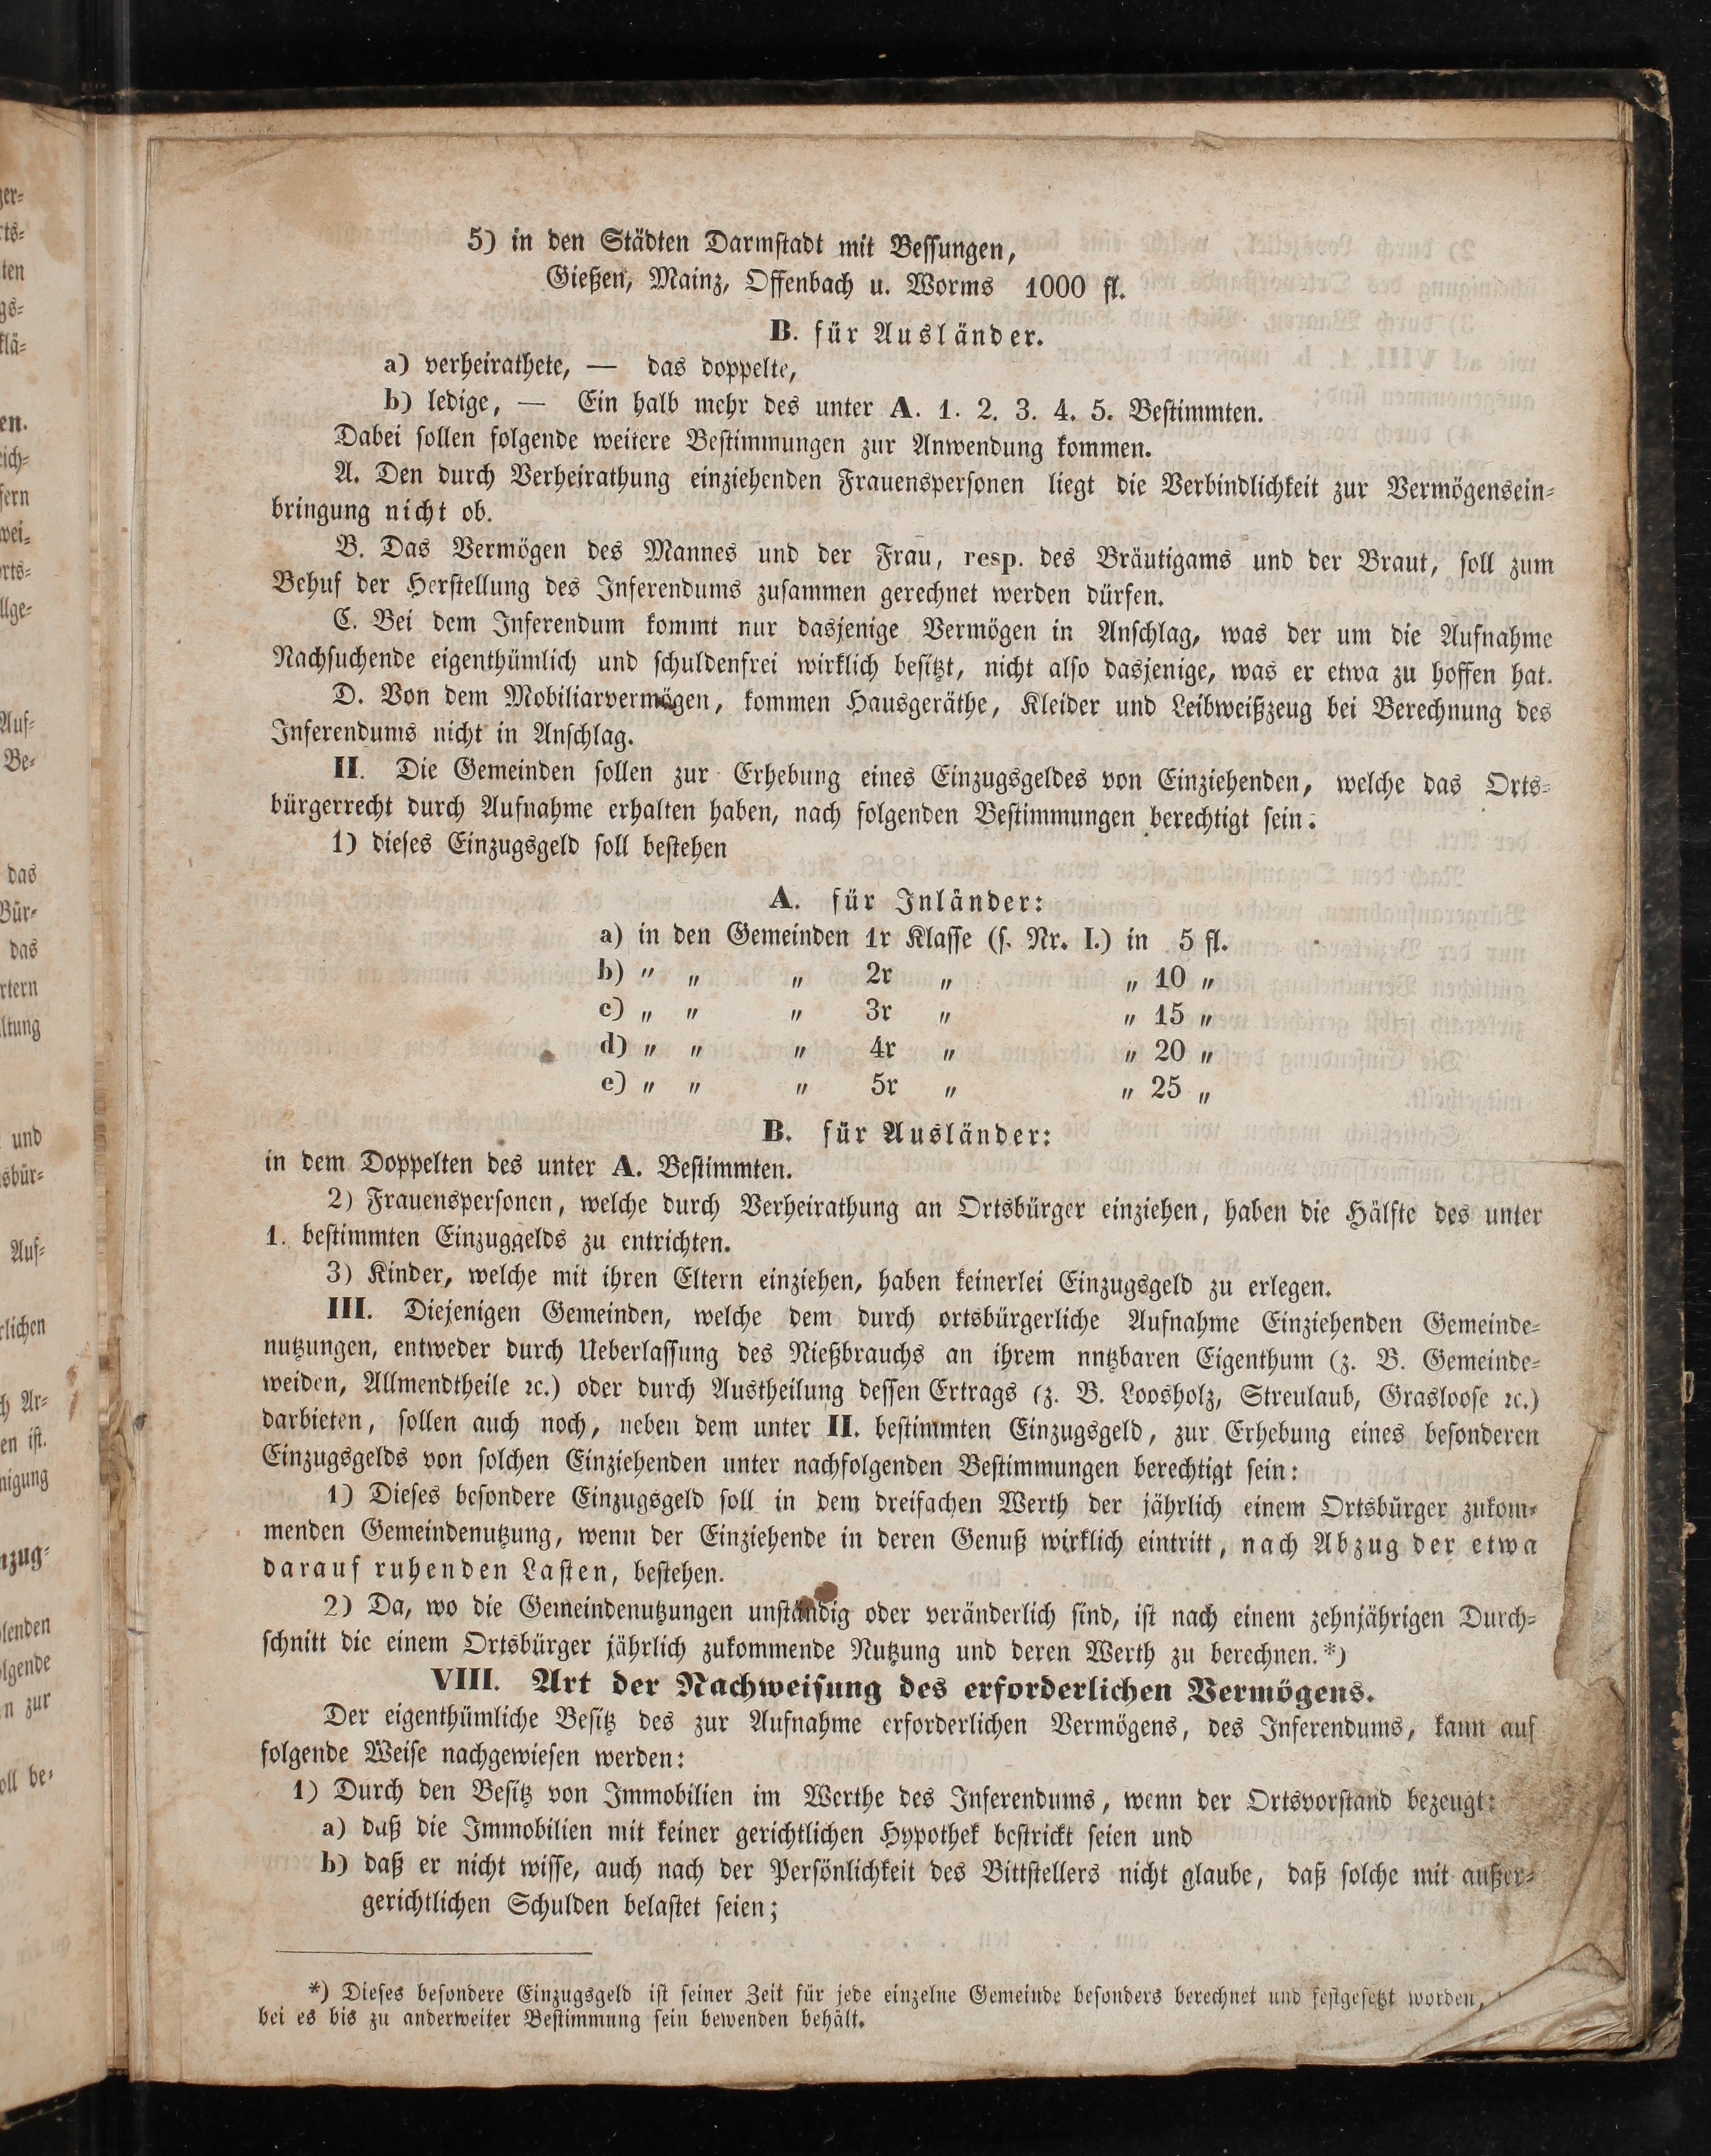 5) in den Städten Darmſtadt mit Beſſungen,
Gießen, Mainz, Offenbach u. Worms 1000 fl.
B. für Ausländer.
a) verheirathete, — das doppelte,
b) ledige, — Ein halb mehr des unter A. 1. 2. 3. 4. 5. Beſtimmten.
Dabei ſollen folgende weitere Beſtimmungen zur Anwendung kommen.
A. Den durch Verheirathung einziehenden Frauensperſonen liegt die Verbindlichkeit zur Vermögensein-
bringung nicht ob.
B. Das Vermögen des Mannes und der Frau, resp. des Bräutigams und der Braut, ſoll zum
Behuf der Herſtellung des Inferendums zuſammen gerechnet werden dürfen.
C. Bei dem Inferendum kommt nur dasjenige Vermögen in Anſchlag, was der um die Aufnahme
Nachſuchende eigenthümlich und ſchuldenfrei wirklich beſitzt, nicht alſo dasjenige, was er etwa zu hoffen hat.
D. Von dem Mobiliarvermögen, kommen Hausgeräthe, Kleider und Leibweißzeug bei Berechnung des
Inferendums nicht in Anſchlag.
II. Die Gemeinden ſollen zur Erhebung eines Einzugsgeldes von Einziehenden, welche das Orts-
bürgerrecht durch Aufnahme erhalten haben, nach folgenden Beſtimmungen berechtigt ſein:
1) dieſes Einzugsgeld ſoll beſtehen
A. für Inländer:
a) in den Gemeinden 1r Klaſſe (ſ. Nr. I.) in 5 fl.
b) „ „ „ 2r „ „ 10 „
c) „ „ „ 3r „ „ 15 „
d) „ „ „ 4r „ „ 20 „
e) „ „ „ 5r „ „ 25 „
B. für Ausländer:
in dem Doppelten des unter A. Beſtimmten.
2) Frauensperſonen, welche durch Verheirathung an Ortsbürger einziehen, haben die Hälfte des unter
1. beſtimmten Einzuggelds zu entrichten.
3) Kinder, welche mit ihren Eltern einziehen, haben keinerlei Einzugsgeld zu erlegen.
III. Diejenigen Gemeinden, welche dem durch ortsbürgerliche Aufnahme Einziehenden Gemeinde-
nutzungen, entweder durch Ueberlaſſung des Nießbrauchs an ihrem nntzbaren Eigenthum (z. B. Gemeinde-
weiden, Allmendtheile ꝛc.) oder durch Austheilung deſſen Ertrags (z. B. Loosholz, Streulaub, Grasloose ꝛc.)
darbieten, ſollen auch noch, neben dem unter II. beſtimmten Einzugsgeld, zur Erhebung eines beſonderen
Einzugsgelds von ſolchen Einziehenden unter nachfolgenden Beſtimmungen berechtigt ſein:
1) Dieſes beſondere Einzugsgeld ſoll in dem dreifachen Werth der jährlich einem Ortsbürger zukom-
menden Gemeindenutzung, wenn der Einziehende in deren Genuß wirklich eintritt, nach Abzug der etwa
darauf ruhenden Laſten, beſtehen.
2) Da, wo die Gemeindenutzungen unſtändig oder veränderlich ſind, iſt nach einem zehnjährigen Durch-
ſchnitt die einem Ortsbürger jährlich zukommende Nutzung und deren Werth zu berechnen.*)
VIII. Art der Nachweiſung des erforderlichen Vermögens.
Der eigenthümliche Beſitz des zur Aufnahme erforderlichen Vermögens, des Inferendums, kann auf
folgende Weiſe nachgewieſen werden:
1) Durch den Beſitz von Immobilien im Werthe des Inferendums, wenn der Ortsvorſtand bezeugt:
a) daß die Immobilien mit keiner gerichtlichen Hypothek beſtrickt ſeien und
b) daß er nicht wiſſe, auch nach der Perſönlichkeit des Bittſtellers nicht glaube, daß ſolche mit außer-
gerichtlichen Schulden belaſtet ſeien;
*) Dieſes beſondere Einzugsgeld iſt ſeiner Zeit für jede einzelne Gemeinde beſonders berechnet und feſtgeſetzt worden,
bei es bis zu anderweiter Beſtimmung ſein bewenden behält.